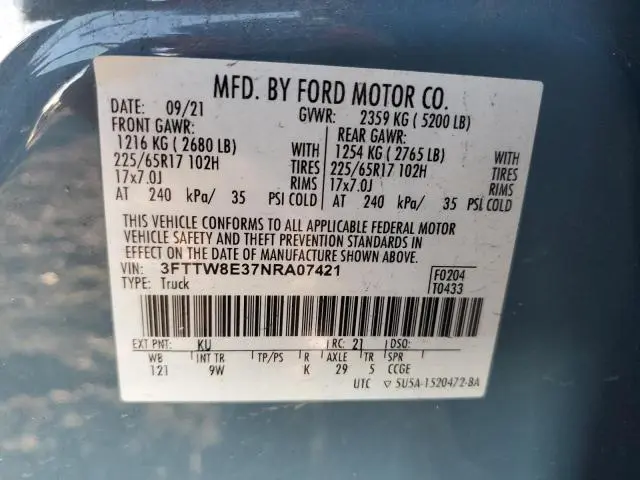 MFD. BY FORD MOTOR CO.
DATE: 09/21 GVWR: 2359 KG ( 5200 LB)
FRONT GAWR: REAR GAWR:
1216 KG ( 2680 LB) WITH 1254 KG ( 2765 LB) WITH
225/65R17 102H TIRES 225/65R17 102H TIRES
17x7.0J RIMS 17x7.0J RIMS
AT 240 kPa/ 35 PSI COLD AT 240 kPa/ 35 PSI COLD
THIS VEHICLE CONFORMS TO ALL APPLICABLE FEDERAL MOTOR
VEHICLE SAFETY AND THEFT PREVENTION STANDARDS IN
EFFECT ON THE DATE OF MANUFACTURE SHOWN ABOVE.
VIN: 3FTTW8E37NRA07421 F0204
TYPE: Truck T0433
EXT PNT: KU RC: 21 DSO:
WB INT TR TP/PS R AXLE TR SPR
121 9W K 29 5 CCGE
UTC ▽ 5U5A-1520472-BA